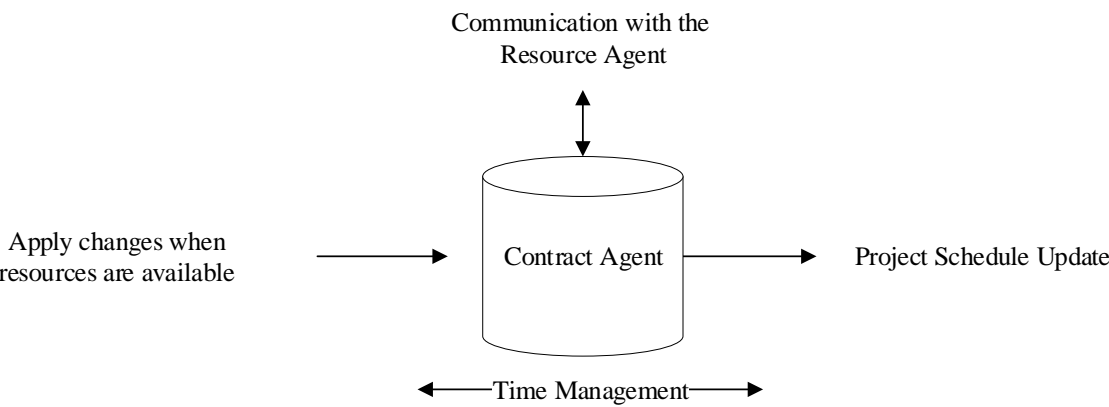 Communication with the
Resource Agent
Apply changes when
resources are available
Contract Agent
Project Schedule Update
Time Management